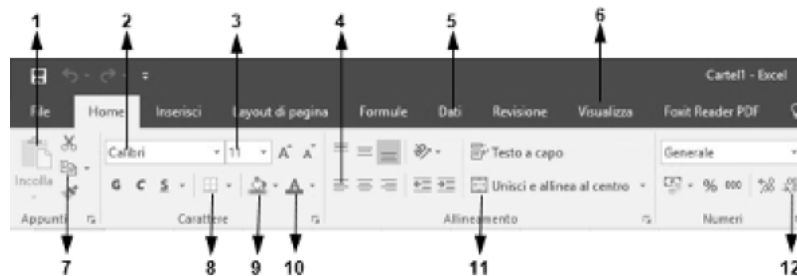 1 2 3 4 5 6
Cartel1 - Excel
File Home Inserisci Layout di pagina Formule Dati Revisione Visualizza Foxit Reader PDF
Calibri 11 A A Testo a capo Generale
Incolla G C S A Unisci e allinea al centro % 000
Appunti Carattere Allineamento Numeri
7 8 9 10 11 12